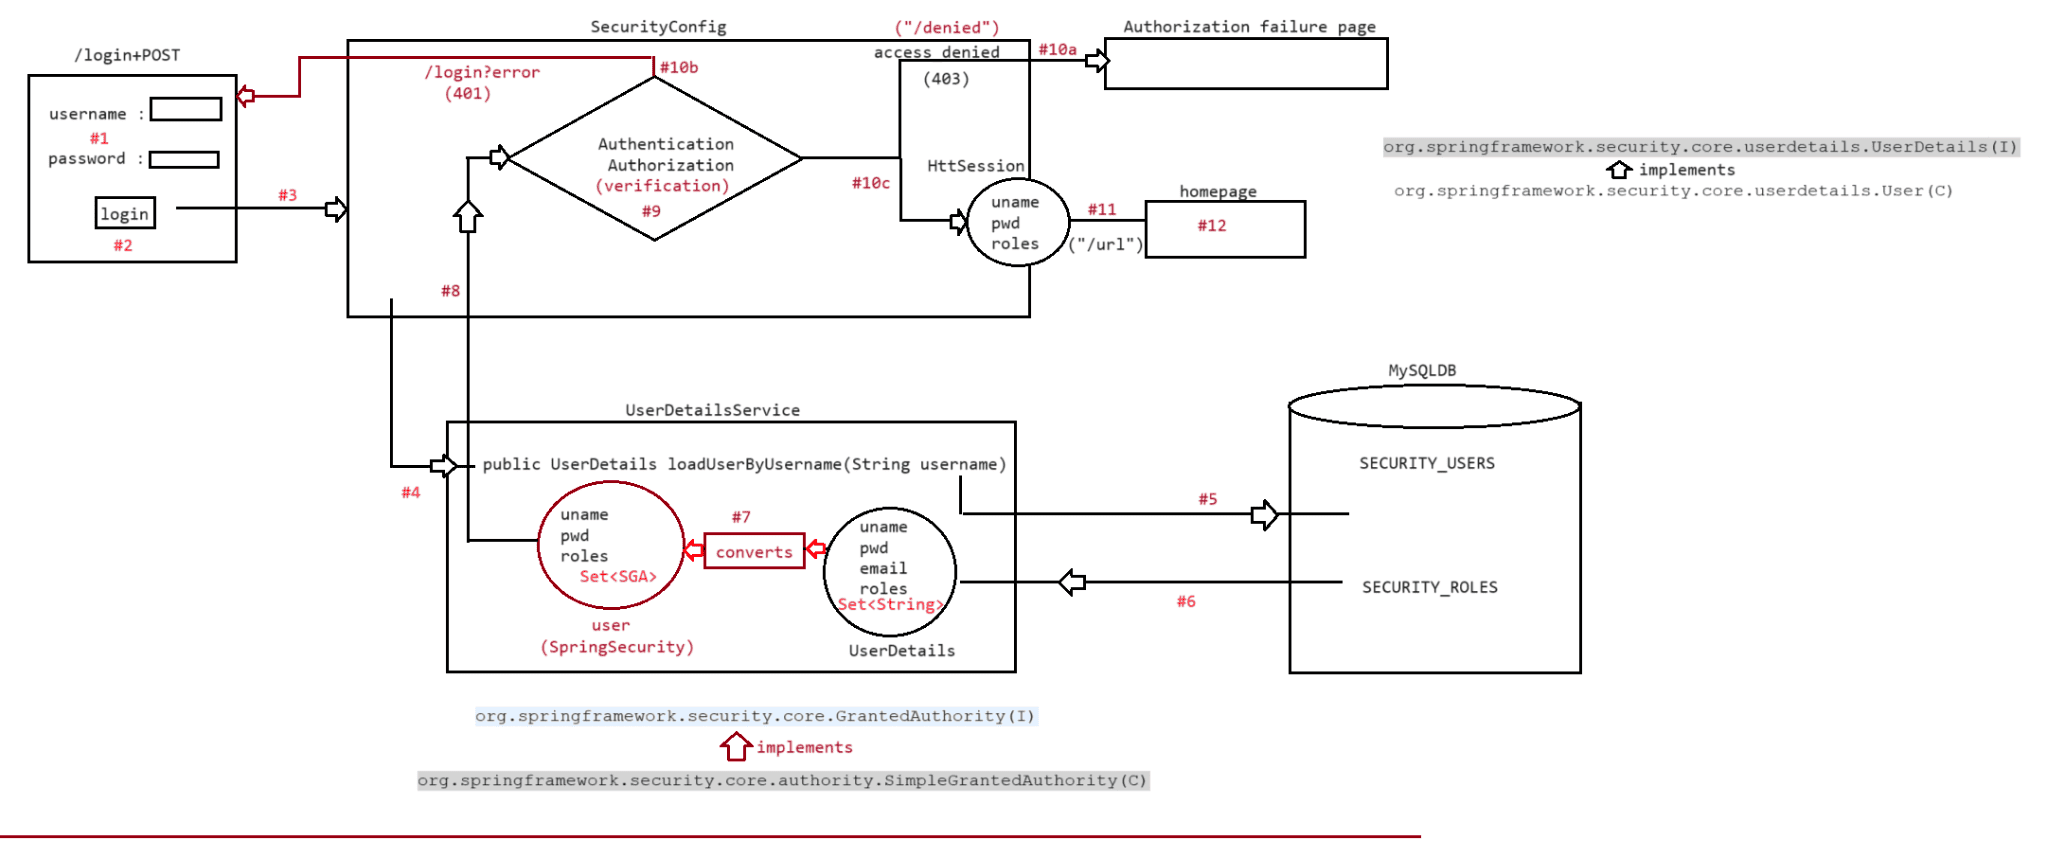 SecurityConfig
("/denied")
Authorization failure page
/login+POST
access denied
#10a
/login?error
(401)
#10b
(403)
username :
#1
password :
login
#2
#3
Authentication
Authorization
(verification)
#9
#10c
HttSession
uname
pwd
roles
#11
("/url")
homepage
#12
org.springframework.security.core.userdetails.UserDetails(I)
implements
org.springframework.security.core.userdetails.User(C)
#8
UserDetailsService
public UserDetails loadUserByUsername(String username)
#4
uname
pwd
roles
Set<SGA>
user
(SpringSecurity)
#7
converts
uname
pwd
email
roles
Set<String>
UserDetails
#5
#6
MySQLDB
SECURITY_USERS
SECURITY_ROLES
org.springframework.security.core.GrantedAuthority(I)
implements
org.springframework.security.core.authority.SimpleGrantedAuthority(C)